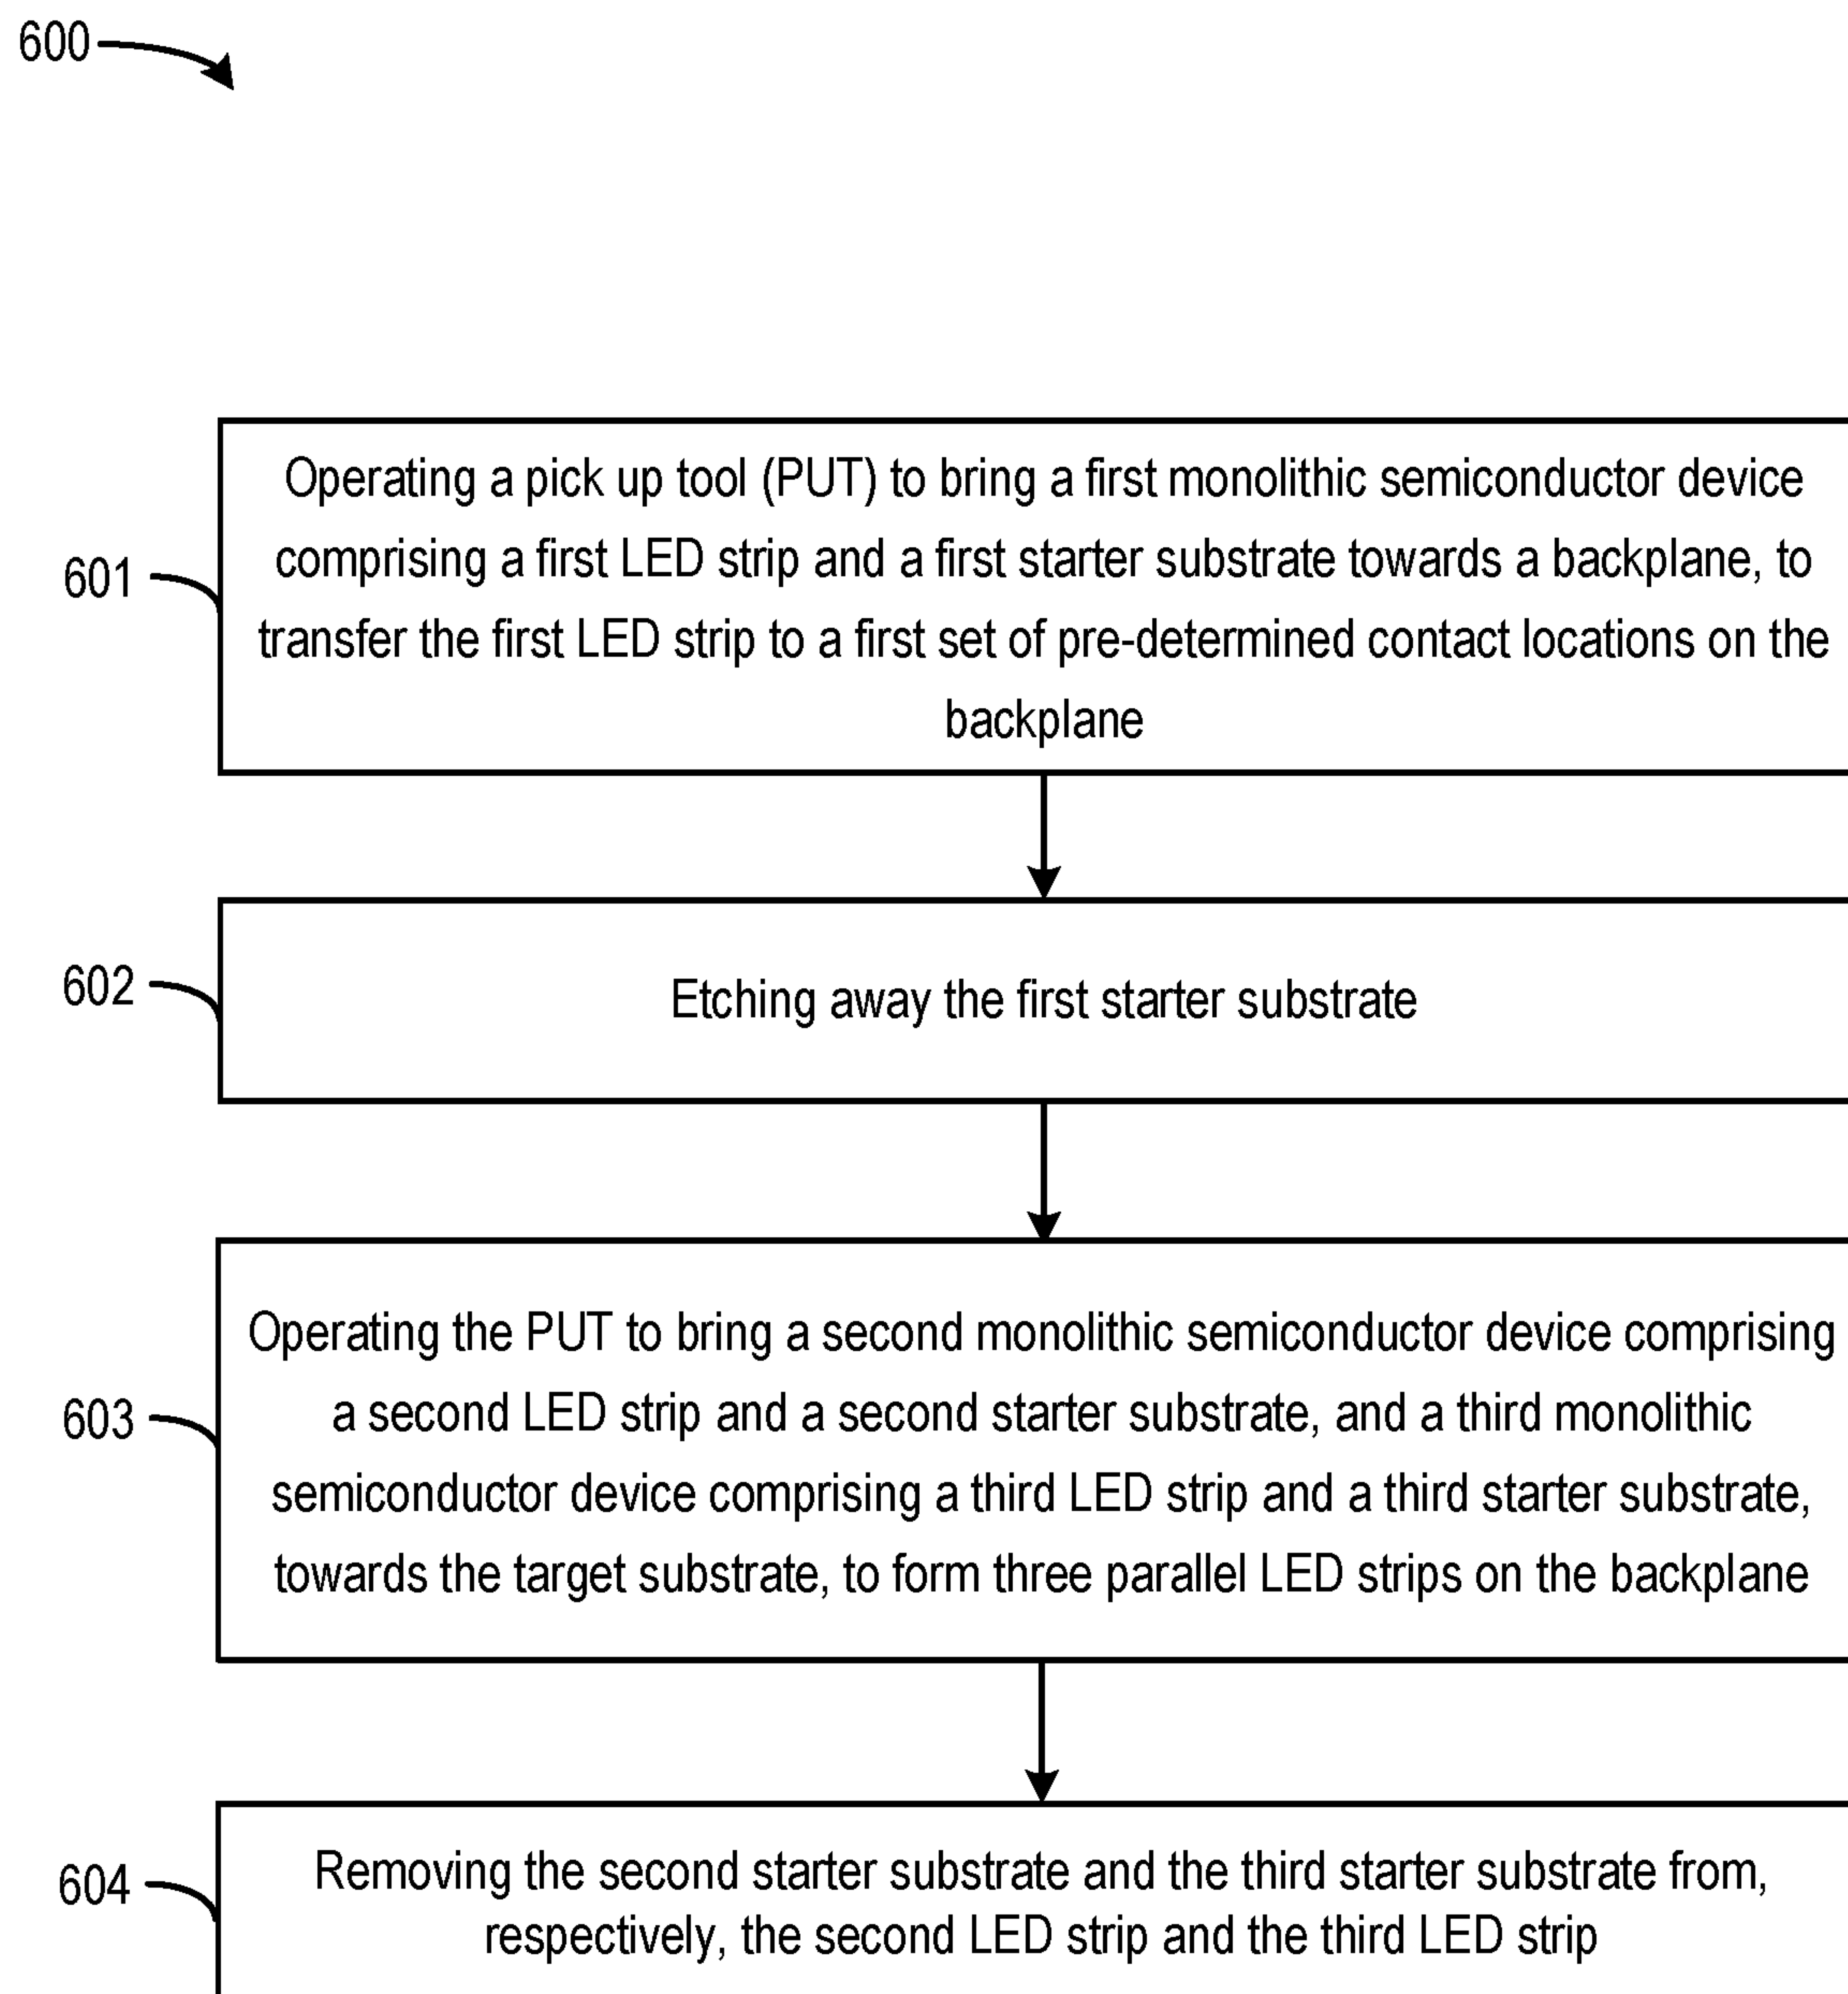 600
601
Operating a pick up tool (PUT) to bring a first monolithic semiconductor device
comprising a first LED strip and a first starter substrate towards a backplane, to
transfer the first LED strip to a first set of pre-determined contact locations on the
backplane
602
Etching away the first starter substrate
603
Operating the PUT to bring a second monolithic semiconductor device comprising
a second LED strip and a second starter substrate, and a third monolithic
semiconductor device comprising a third LED strip and a third starter substrate,
towards the target substrate, to form three parallel LED strips on the backplane
604
Removing the second starter substrate and the third starter substrate from,
respectively, the second LED strip and the third LED strip